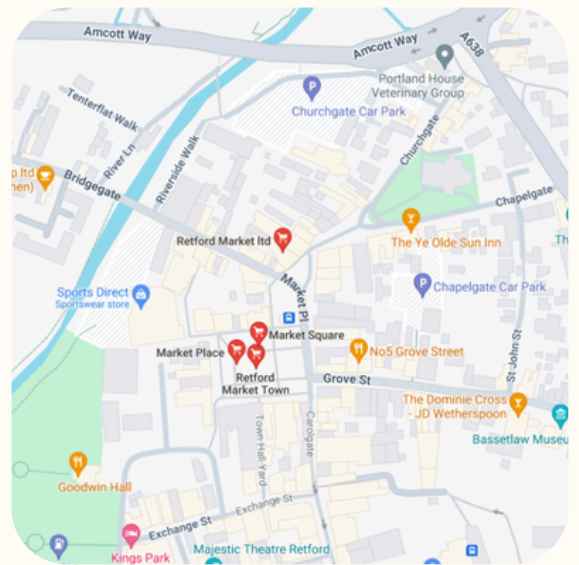 Amcott Way
Amcott Way
A638
Portland House
Veterinary Group
P
Churchgate Car Park
Tenterflat Walk
River Ln
Riverside Walk
Churchgate
p ltd
hen)
Bridgegate
Chapelgate
Retford Market ltd
The Ye Olde Sun Inn
Th
Sports Direct
Sportswear store
Market Pl
P
Chapelgate Car Park
Market Square
Market Place
Retford
Market Town
No5 Grove Street
St John St
Grove St
The Dominie Cross
- JD Wetherspoon
Bassetlaw Museu
Town Hall Yard
Carolgate
Goodwin Hall
Exchange St
Exchange St
Kings Park
Majestic Theatre Retford